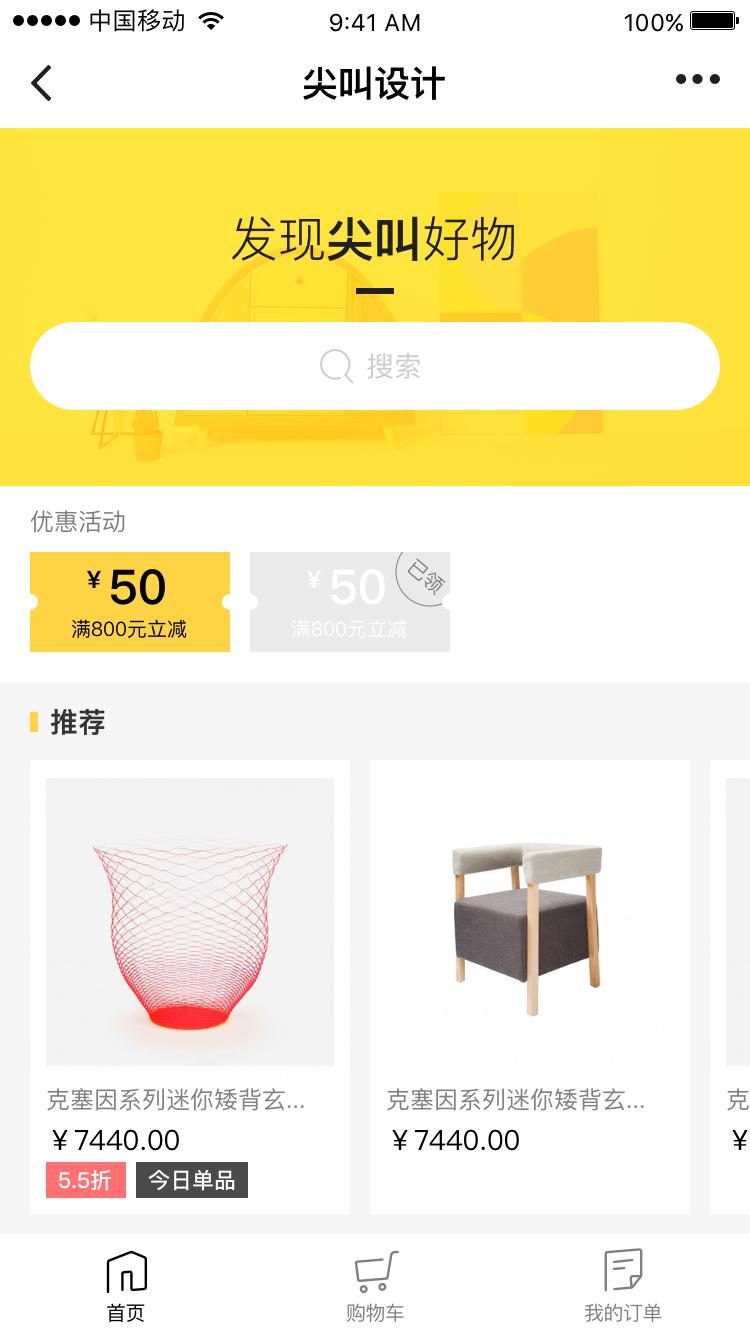 中国移动 9:41 AM 100%
尖叫设计
发现尖叫好物
搜索
优惠活动
¥ 50
满800元立减
¥ 50
满800元立减
已领
推荐
克塞因系列迷你矮背玄...
¥ 7440.00
5.5折 今日单品
克塞因系列迷你矮背玄...
¥ 7440.00
克
¥
首页 购物车 我的订单